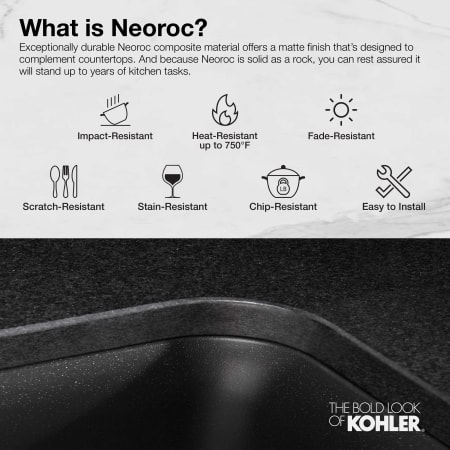 What is Neoroc?
Exceptionally durable Neoroc composite material offers a matte finish that's designed to
complement countertops. And because Neoroc is solid as a rock, you can rest assured it
will stand up to years of kitchen tasks.
Impact-Resistant
Heat-Resistant
up to 750°F
Fade-Resistant
Scratch-Resistant
Stain-Resistant
LB
Chip-Resistant
Easy to Install
THE BOLD LOOK
OF KOHLER®